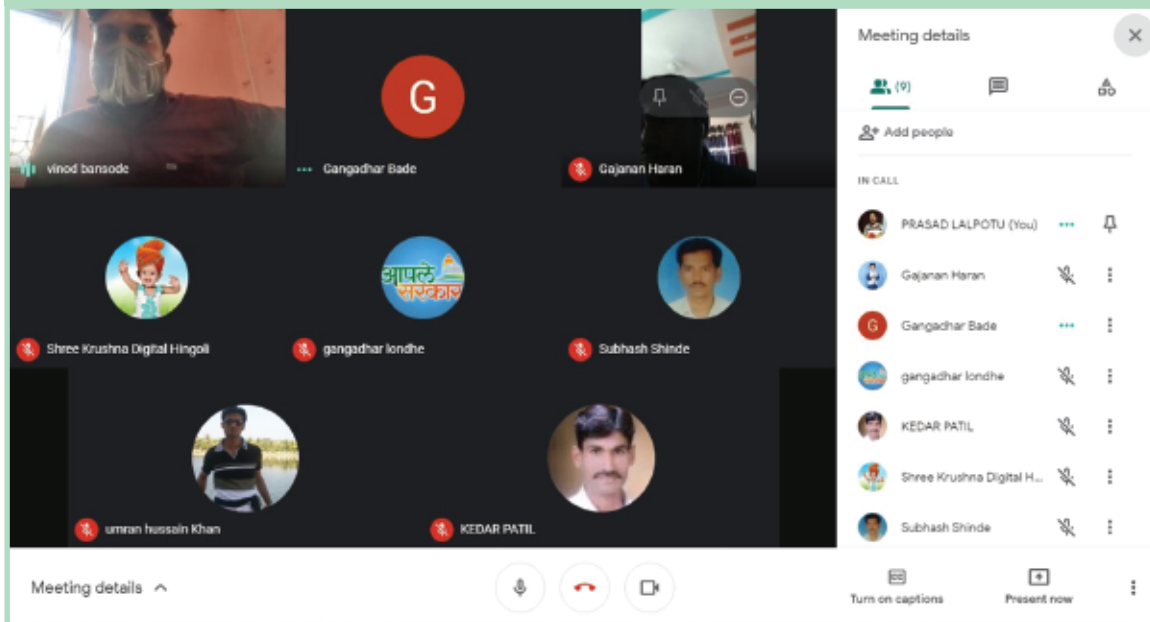 Meeting details
(9)
Add people
IN CALL
PRASAD LALPOTU (You)
Gajanan Haran
G Gangadhar Bade
gangadhar londhe
KEDAR PATIL
Shree Krushna Digital H...
Subhash Shinde
G
vinod bansode
Gangadhar Bade
Gajanan Haran
आपले
सरकार
Shree Krushna Digital Hingoli
gangadhar londhe
Subhash Shinde
umran hussain Khan
KEDAR PATIL
Meeting details
Turn on captions
Present now